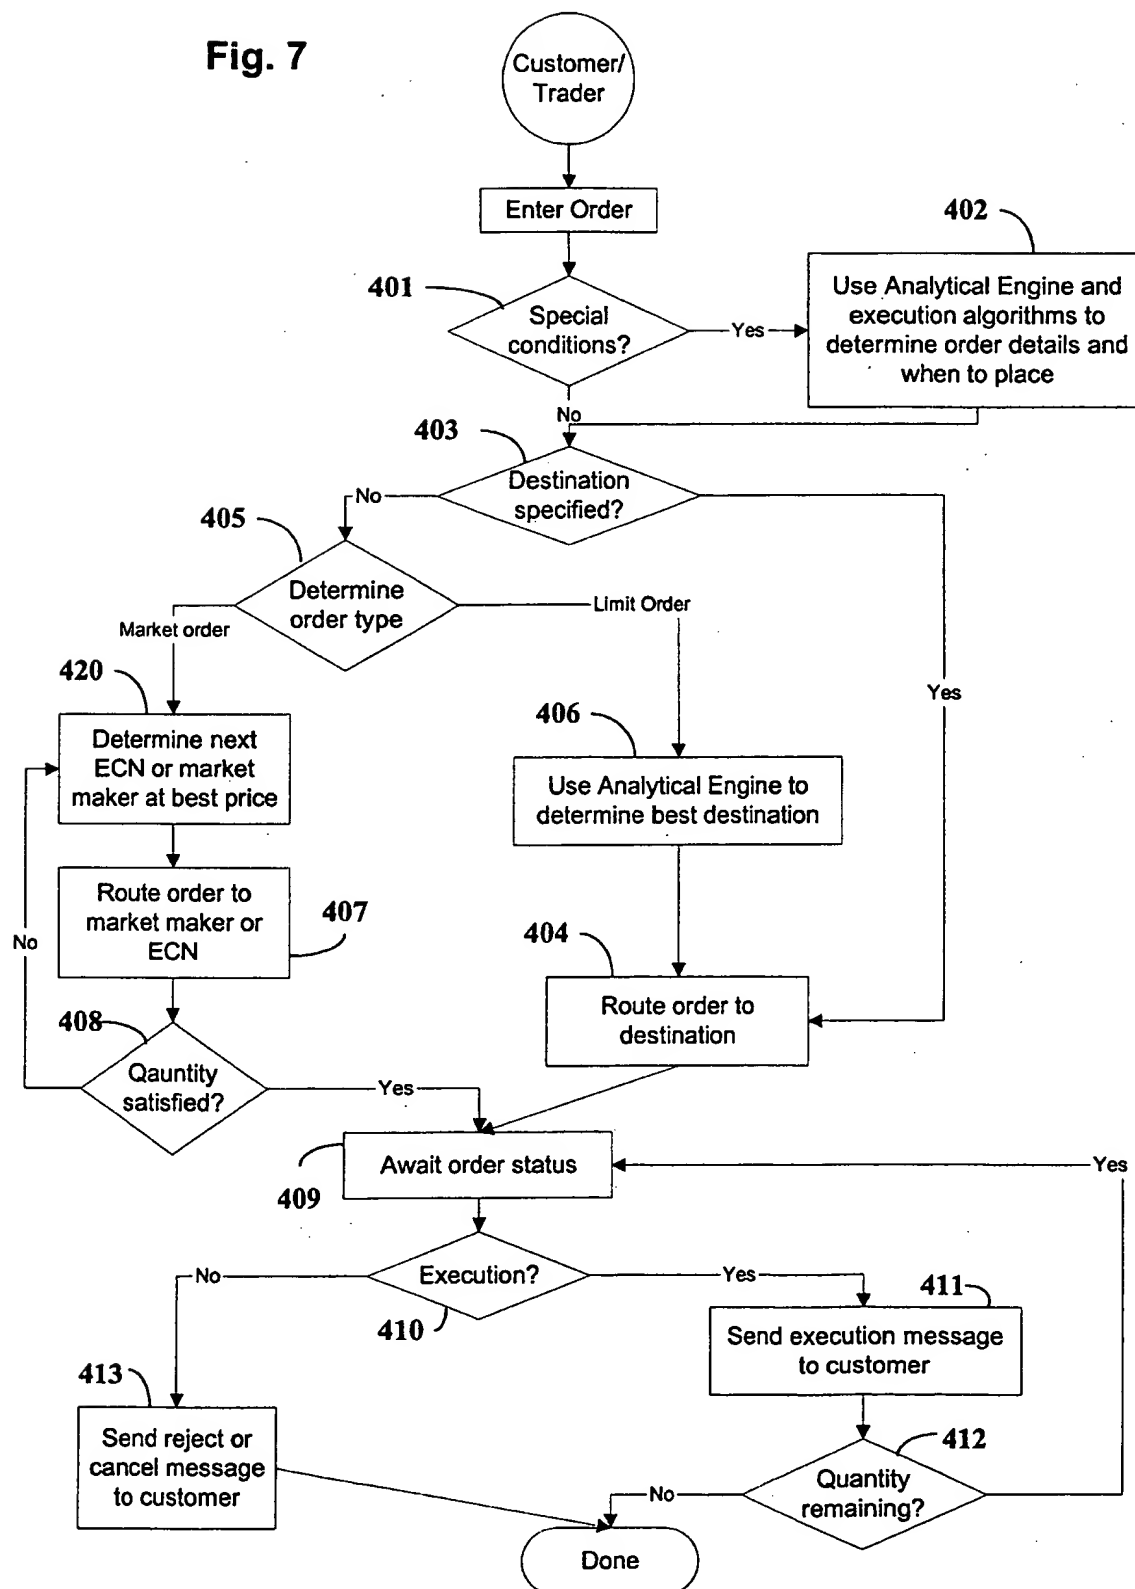 Fig. 7
Customer/
Trader
Enter Order
402
401
Special
conditions?
Yes
Use Analytical Engine and
execution algorithms to
determine order details and
when to place
No
403
Destination
specified?
No
405
Determine
order type
Limit Order
Market order
420
Yes
406
Determine next
ECN or market
maker at best price
Use Analytical Engine to
determine best destination
Route order to
market maker or
ECN
407
No
404
Route order to
destination
408
Qauntity
satisfied?
Yes
Await order status
Yes
409
Execution?
No
Yes
411
410
Send execution message
to customer
413
412
Send reject or
cancel message
to customer
Quantity
remaining?
No
Done